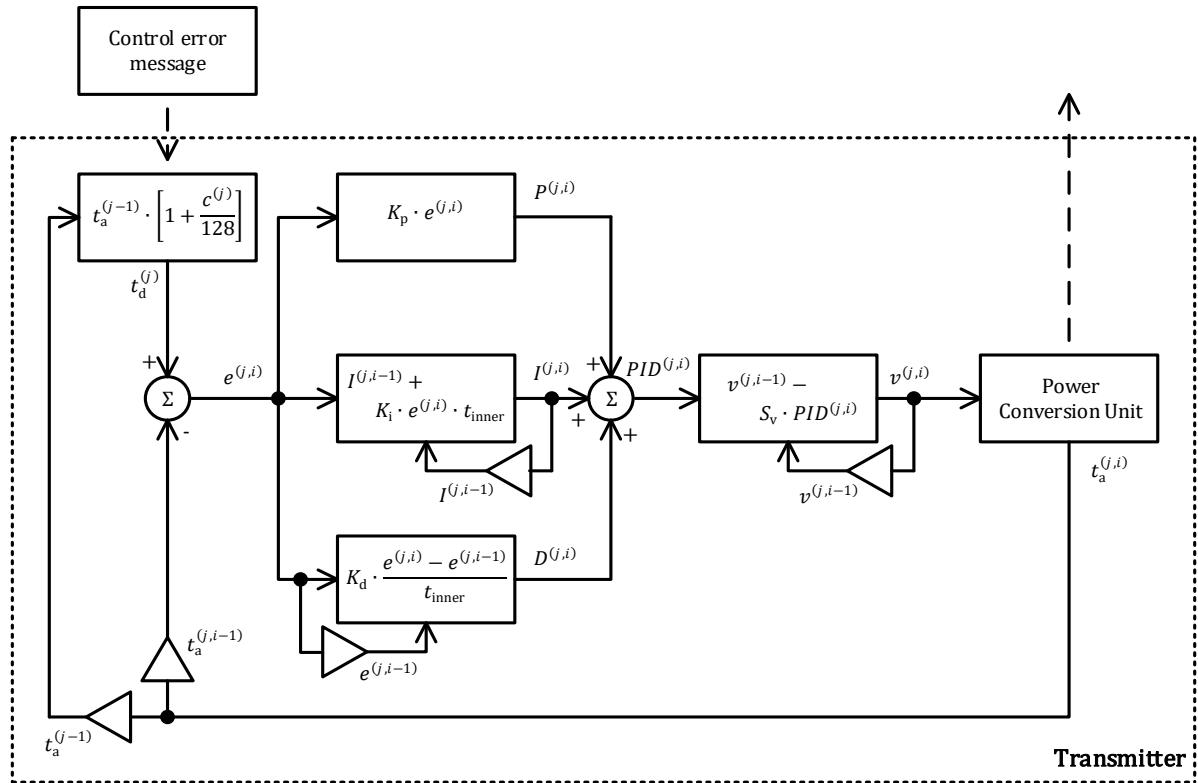 Control error
message
t_a^(j−1) · [1 + c^(j)/128]
P^(j,i)
K_p · e^(j,i)
t_d^(j)
+
e^(j,i)
Σ
-
I^(j,i−1) +
K_i · e^(j,i) · t_inner
I^(j,i)
I^(j,i−1)
+
+
+
Σ
PID^(j,i)
v^(j,i−1) −
S_v · PID^(j,i)
v^(j,i)
v^(j,i−1)
Power
Conversion Unit
t_a^(j,i)
K_d · (e^(j,i) − e^(j,i−1))/t_inner
D^(j,i)
e^(j,i−1)
t_a^(j,i−1)
t_a^(j−1)
Transmitter